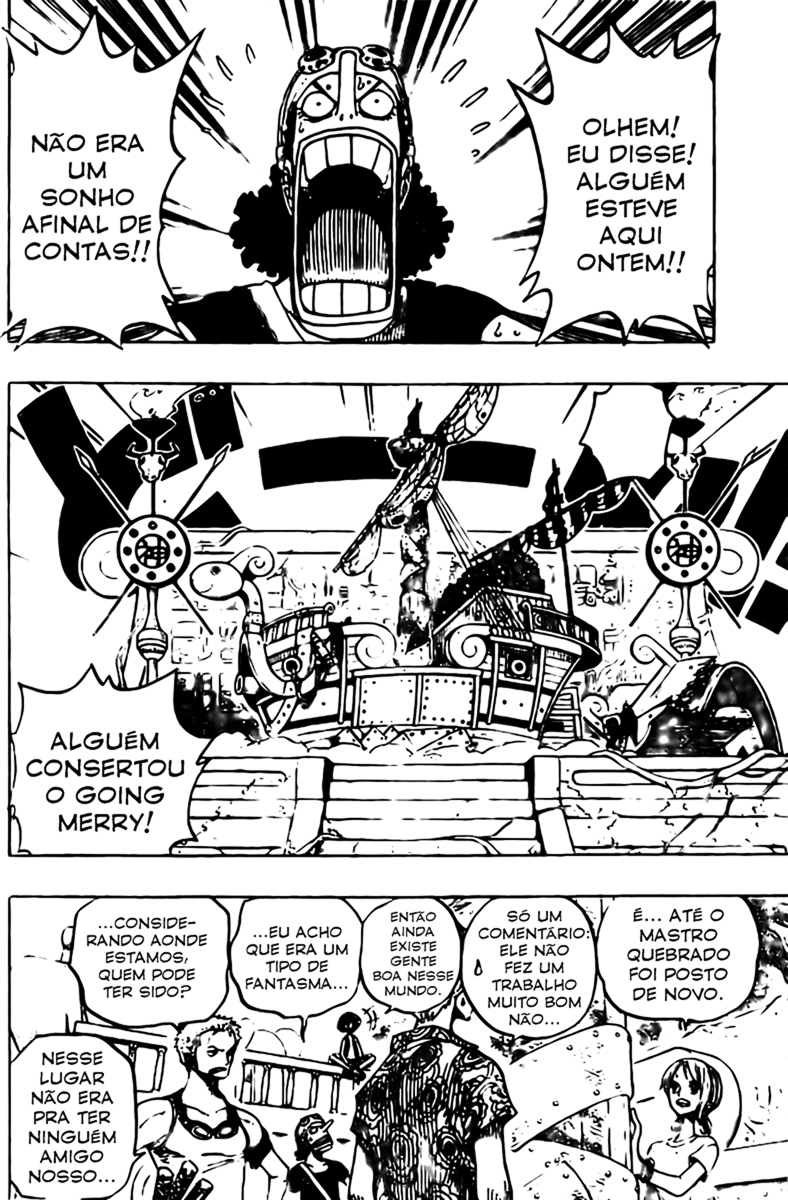 OLHEM!
EU DISSE!
ALGUÉM
ESTEVE
AQUI
ONTEM!!
NÃO ERA
UM
SONHO
AFINAL DE
CONTAS!!
ALGUÉM
CONSERTOU
O GOING
MERRY!
É... ATÉ O
MASTRO
QUEBRADO
FOI POSTO
DE NOVO.
SÓ UM
COMENTÁRIO:
ELE NÃO
FEZ UM
TRABALHO
MUITO BOM
NÃO...
ENTÃO
AINDA
EXISTE
GENTE
BOA NESSE
MUNDO.
...EU ACHO
QUE ERA UM
TIPO DE
FANTASMA...
...CONSIDE-
RANDO AONDE
ESTAMOS,
QUEM PODE
TER SIDO?
NESSE
LUGAR
NÃO ERA
PRA TER
NINGUÉM
AMIGO
NOSSO...